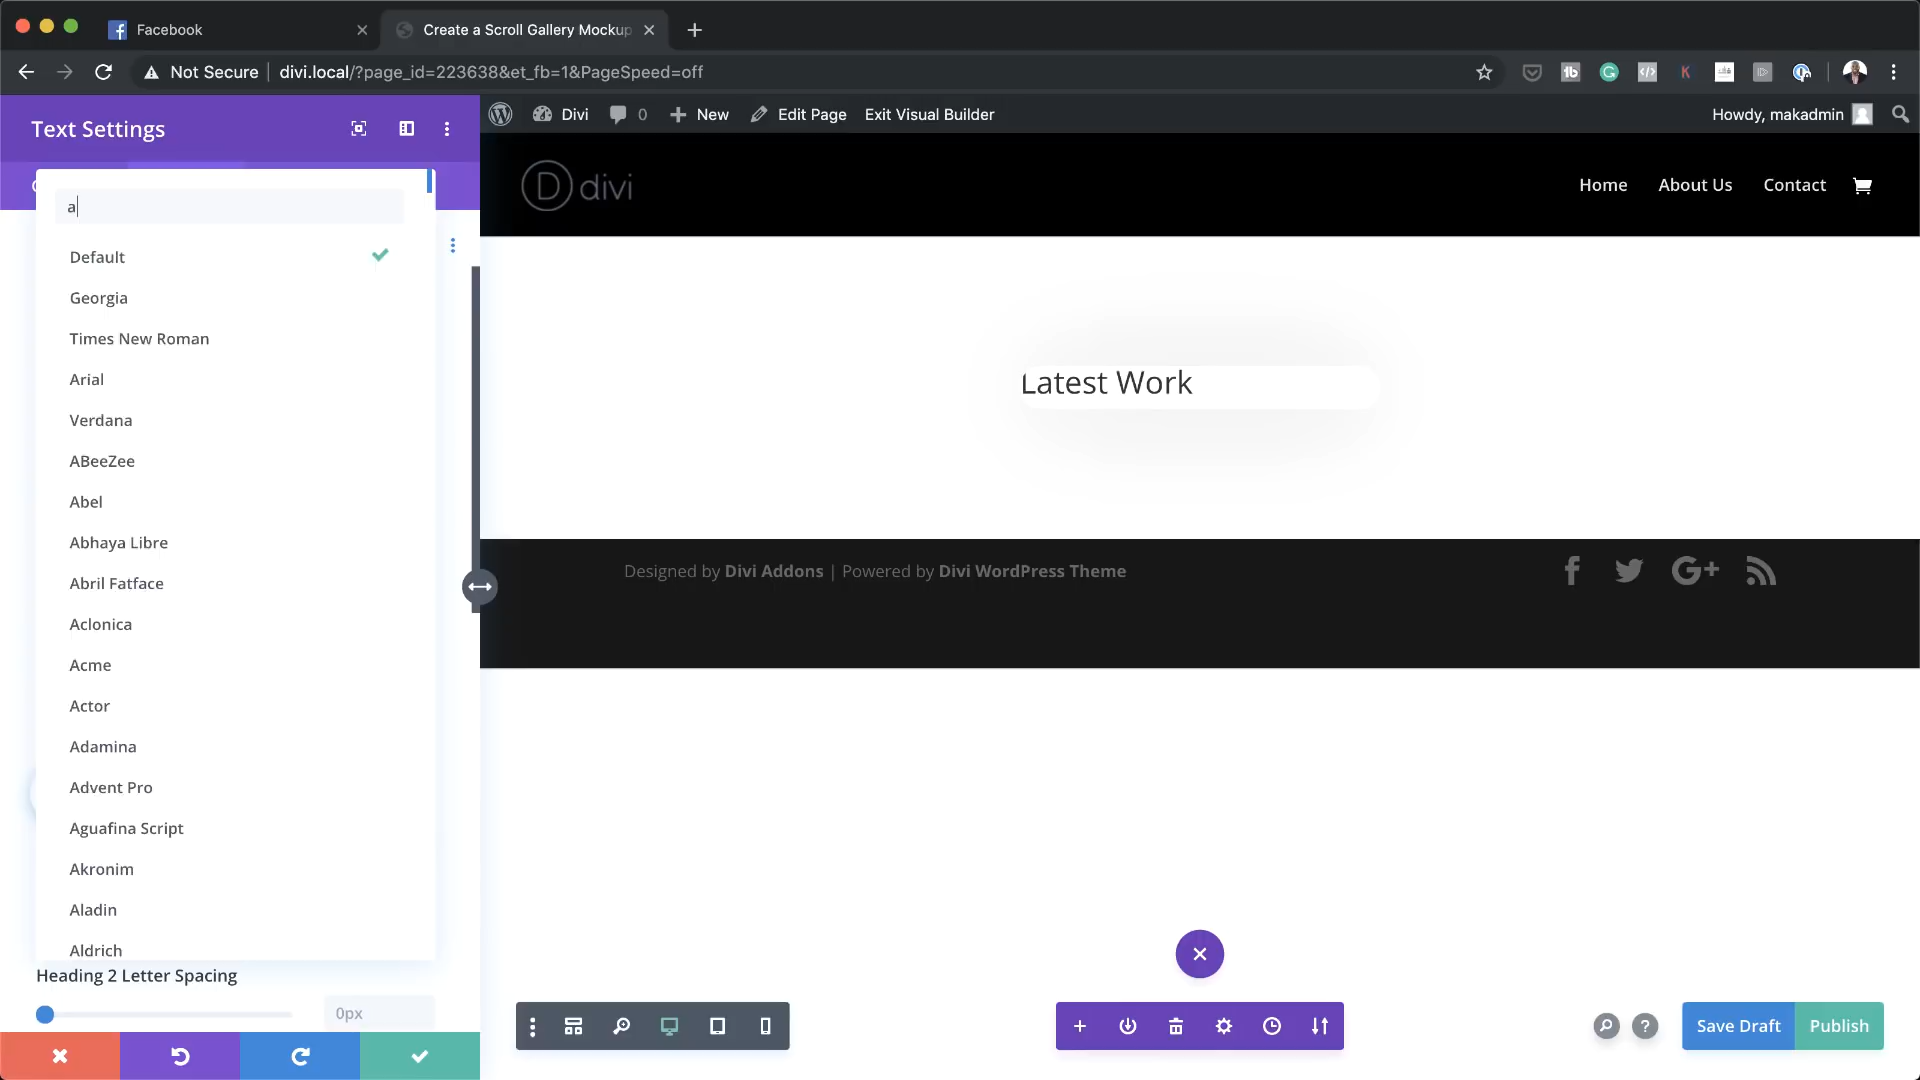 Facebook
Create a Scroll Gallery Mockup
Not Secure
divi.local/?page_id=223638&et_fb=1&PageSpeed=off
Text Settings
Divi
0
New
Edit Page
Exit Visual Builder
Howdy, makadmin
divi
Home
About Us
Contact
a
Default
Georgia
Times New Roman
Arial
Verdana
ABeeZee
Abel
Abhaya Libre
Abril Fatface
Aclonica
Acme
Actor
Adamina
Advent Pro
Aguafina Script
Akronim
Aladin
Aldrich
Heading 2 Letter Spacing
0px
Latest Work
Designed by Divi Addons | Powered by Divi WordPress Theme
Save Draft
Publish